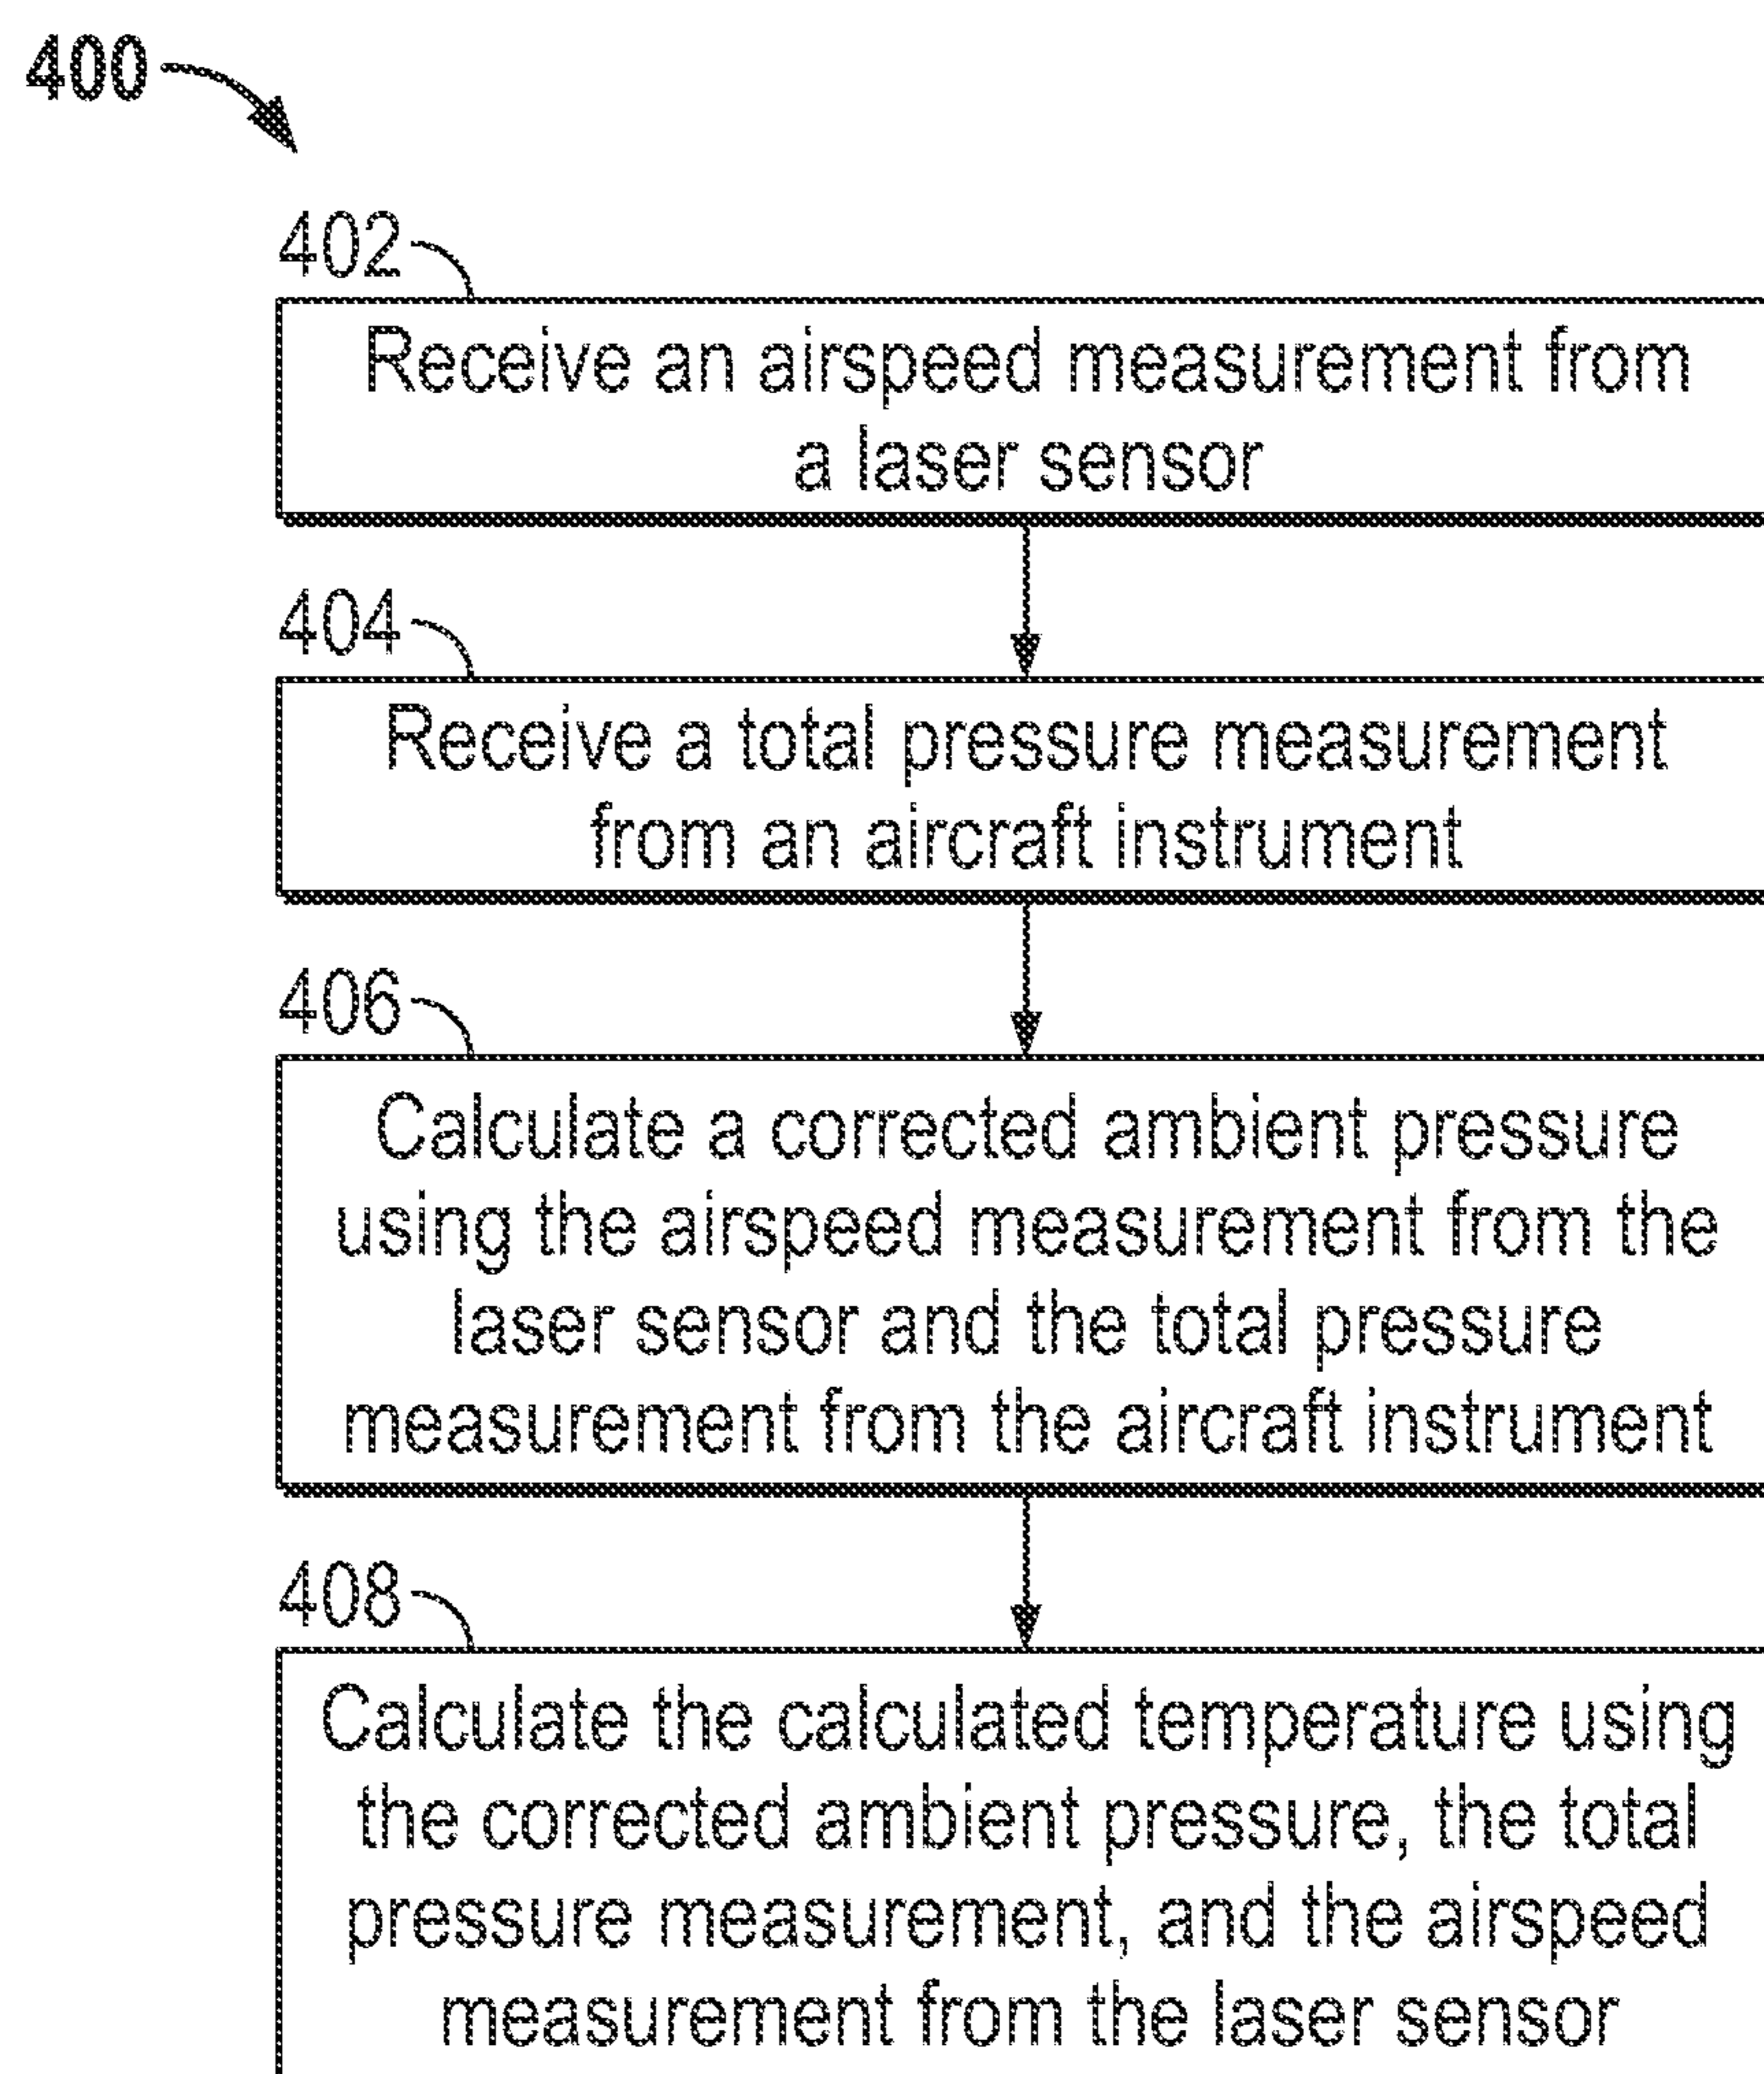 400
402
Receive an airspeed measurement from
a laser sensor
404
Receive a total pressure measurement
from an aircraft instrument
406
Calculate a corrected ambient pressure
using the airspeed measurement from the
laser sensor and the total pressure
measurement from the aircraft instrument
408
Calculate the calculated temperature using
the corrected ambient pressure, the total
pressure measurement, and the airspeed
measurement from the laser sensor